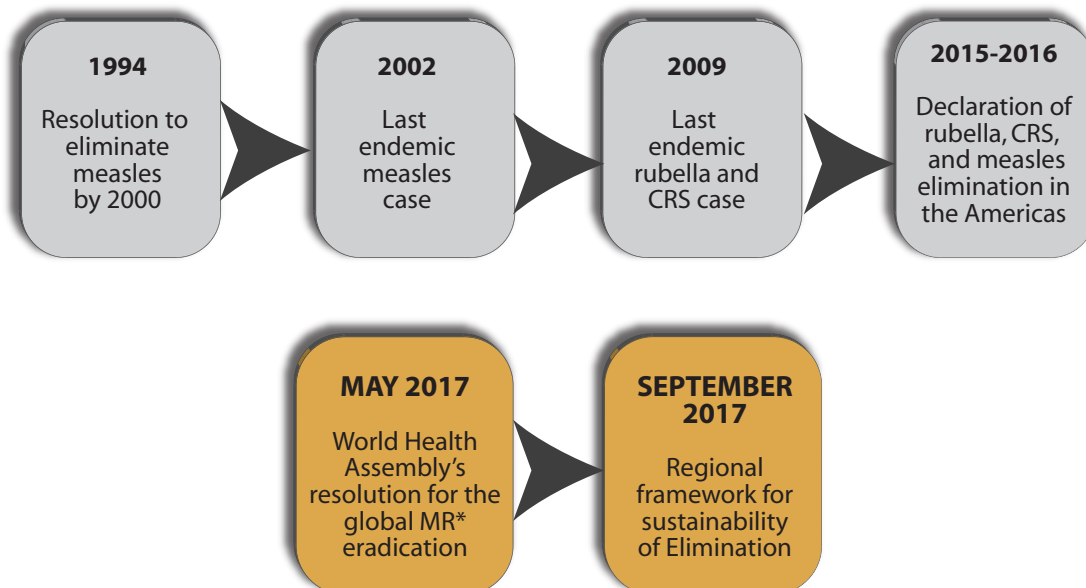 1994
Resolution to
eliminate
measles
by 2000
2002
Last
endemic
measles
case
2009
Last
endemic
rubella and
CRS case
2015-2016
Declaration of
rubella, CRS,
and measles
elimination in
the Americas
MAY 2017
World Health
Assembly's
resolution for the
global MR*
eradication
SEPTEMBER
2017
Regional
framework for
sustainability
of Elimination